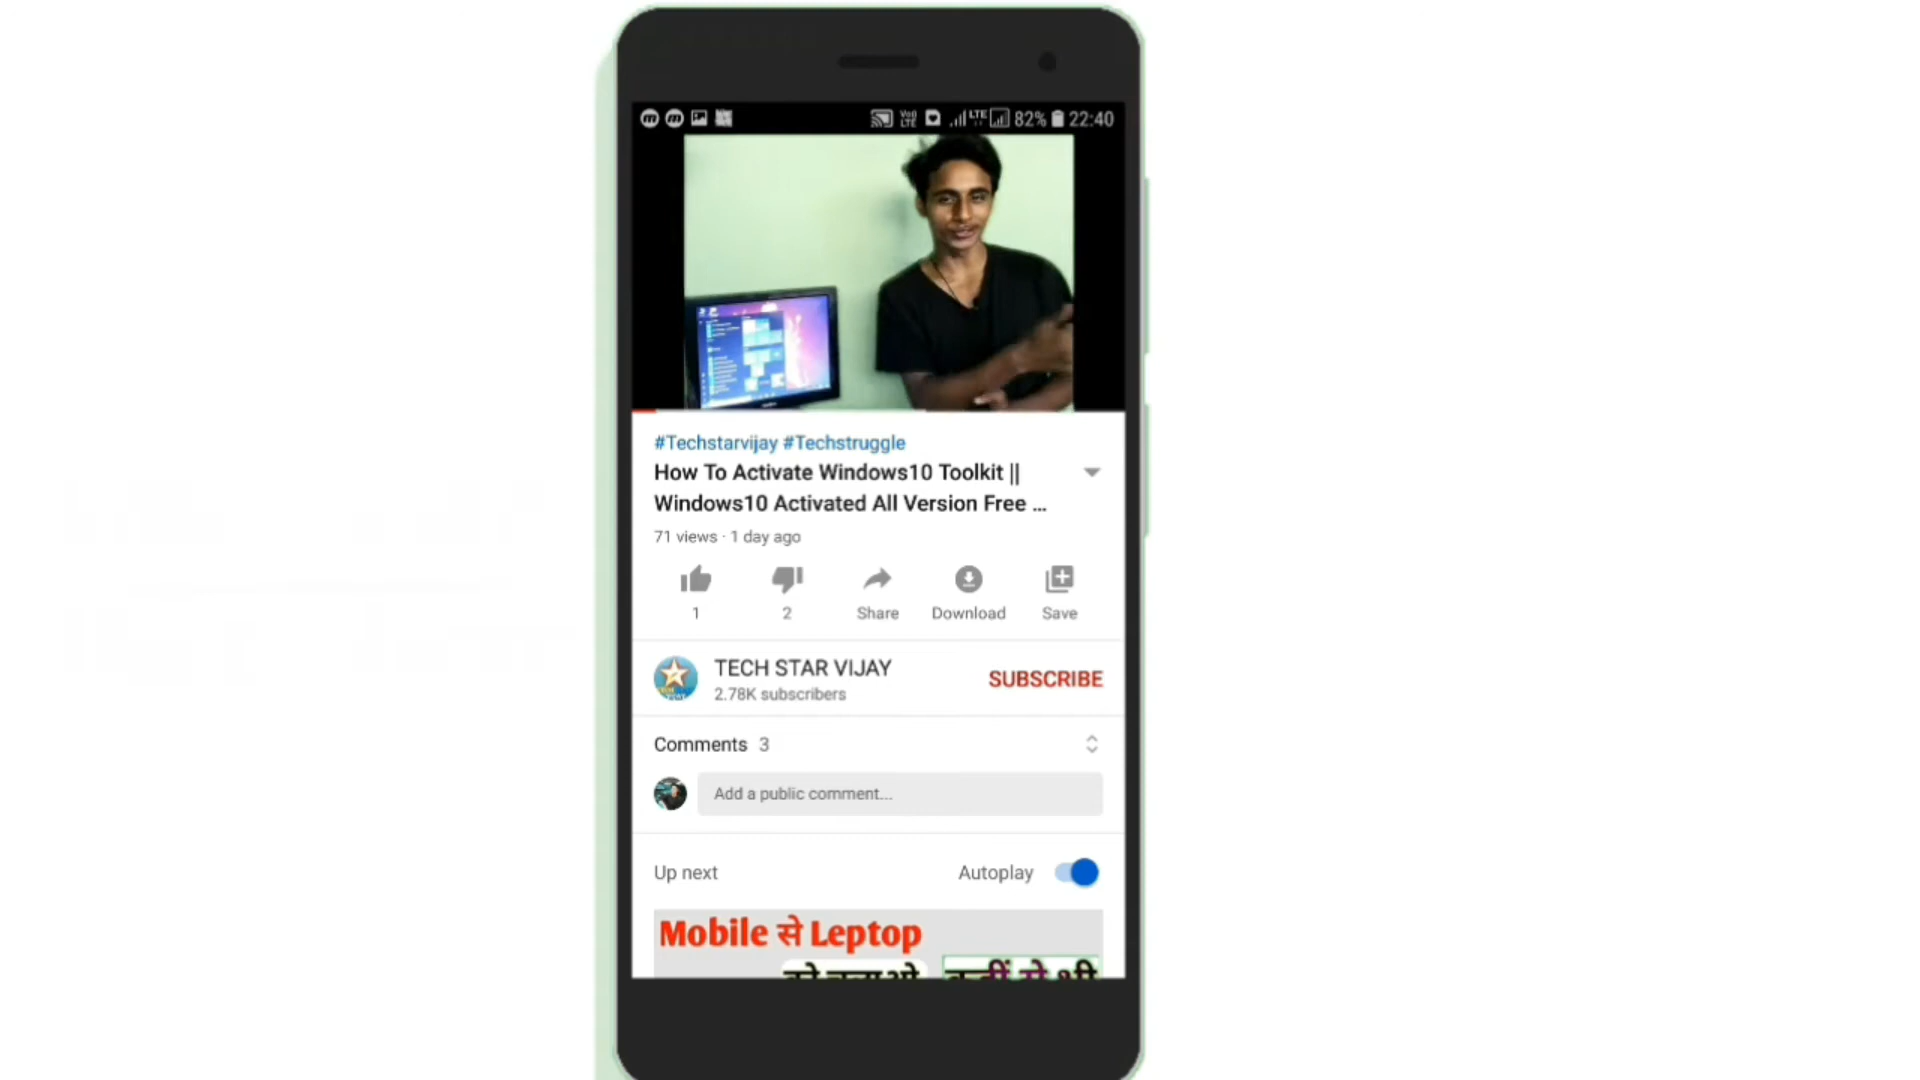 82% 22:40
#Techstarvijay #Techstruggle
How To Activate Windows10 Toolkit ||
Windows10 Activated All Version Free ...
71 views · 1 day ago
1 2 Share Download Save
TECH STAR VIJAY
2.78K subscribers
SUBSCRIBE
Comments 3
Add a public comment...
Up next Autoplay
Mobile से Leptop